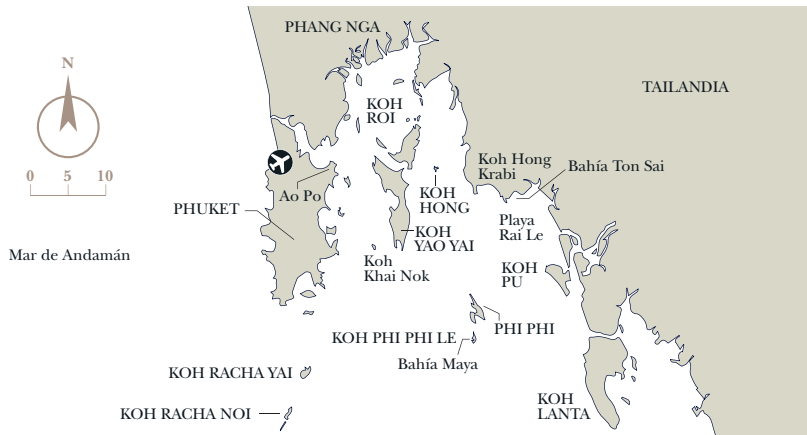 PHANG NGA
N
TAILANDIA
KOH
ROI
0 5 10
Koh Hong
Krabi
Bahía Ton Sai
Ao Po
KOH
HONG
PHUKET
Playa
Rai Le
KOH
YAO YAI
Mar de Andamán
Koh
Khai Nok
KOH
PU
PHI PHI
KOH PHI PHI LE
Bahía Maya
KOH RACHA YAI
KOH
LANTA
KOH RACHA NOI